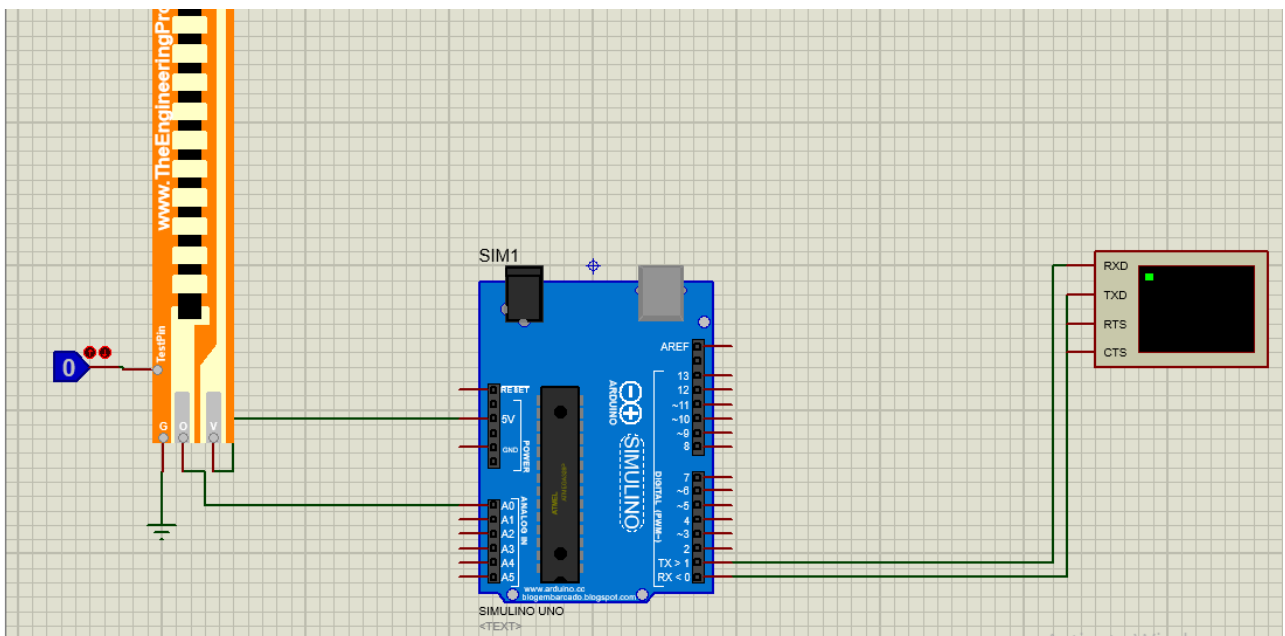 www.TheEngineeringPro
TestPin
0
G
O
V
SIM1
RESET
5V
GND
POWER
A0
A1
A2
A3
A4
A5
ANALOG IN
ATMEL
ARDUINO
SIMULINO
AREF
13
12
~11
~10
~9
8
7
~6
~5
4
~3
2
TX > 1
RX < 0
DIGITAL (PWM~)
www.arduino.cc
blogembarcado.blogspot.com
SIMULINO UNO
<TEXT>
RXD
TXD
RTS
CTS